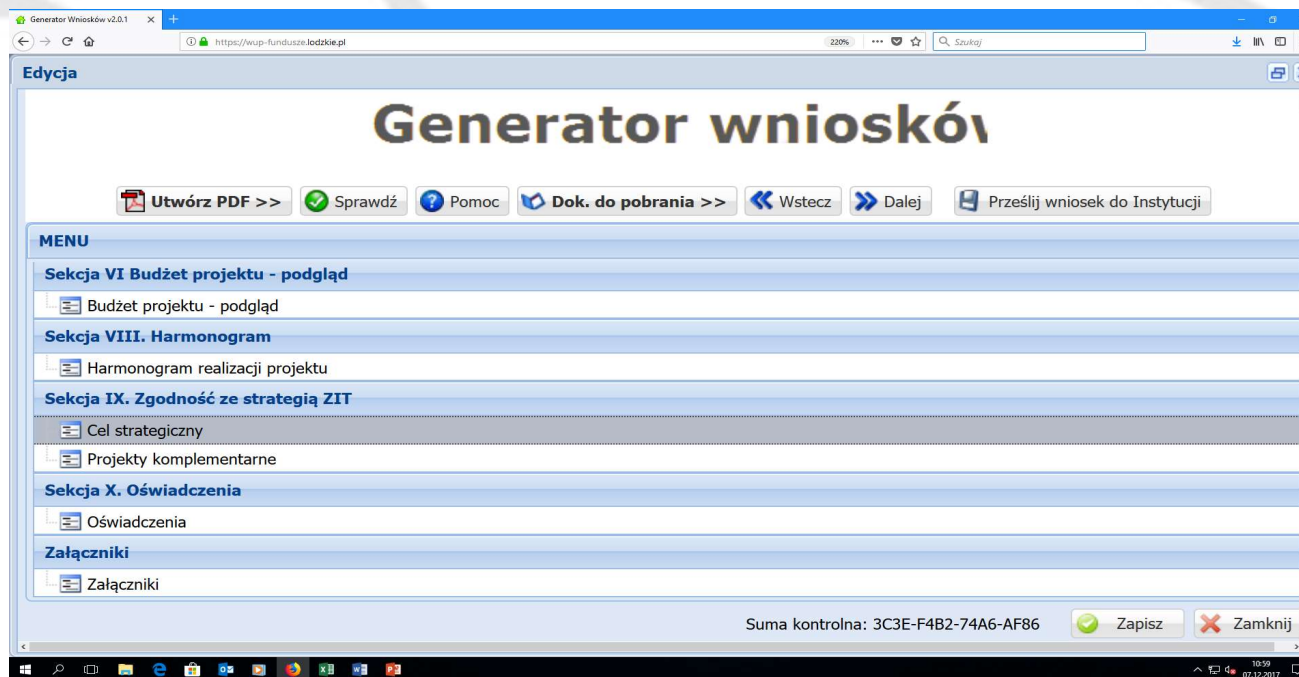 Generator Wniosków v2.0.1
https://wup-fundusze.lodzkie.pl 220% Szukaj
Edycja
Generator wnioskó
Utwórz PDF >> Sprawdź Pomoc Dok. do pobrania >> Wstecz Dalej Prześlij wniosek do Instytucji
MENU
Sekcja VI Budżet projektu - podgląd
Budżet projektu - podgląd
Sekcja VIII. Harmonogram
Harmonogram realizacji projektu
Sekcja IX. Zgodność ze strategią ZIT
Cel strategiczny
Projekty komplementarne
Sekcja X. Oświadczenia
Oświadczenia
Załączniki
Załączniki
Suma kontrolna: 3C3E-F4B2-74A6-AF86 Zapisz Zamknij
10:59
07.12.2017